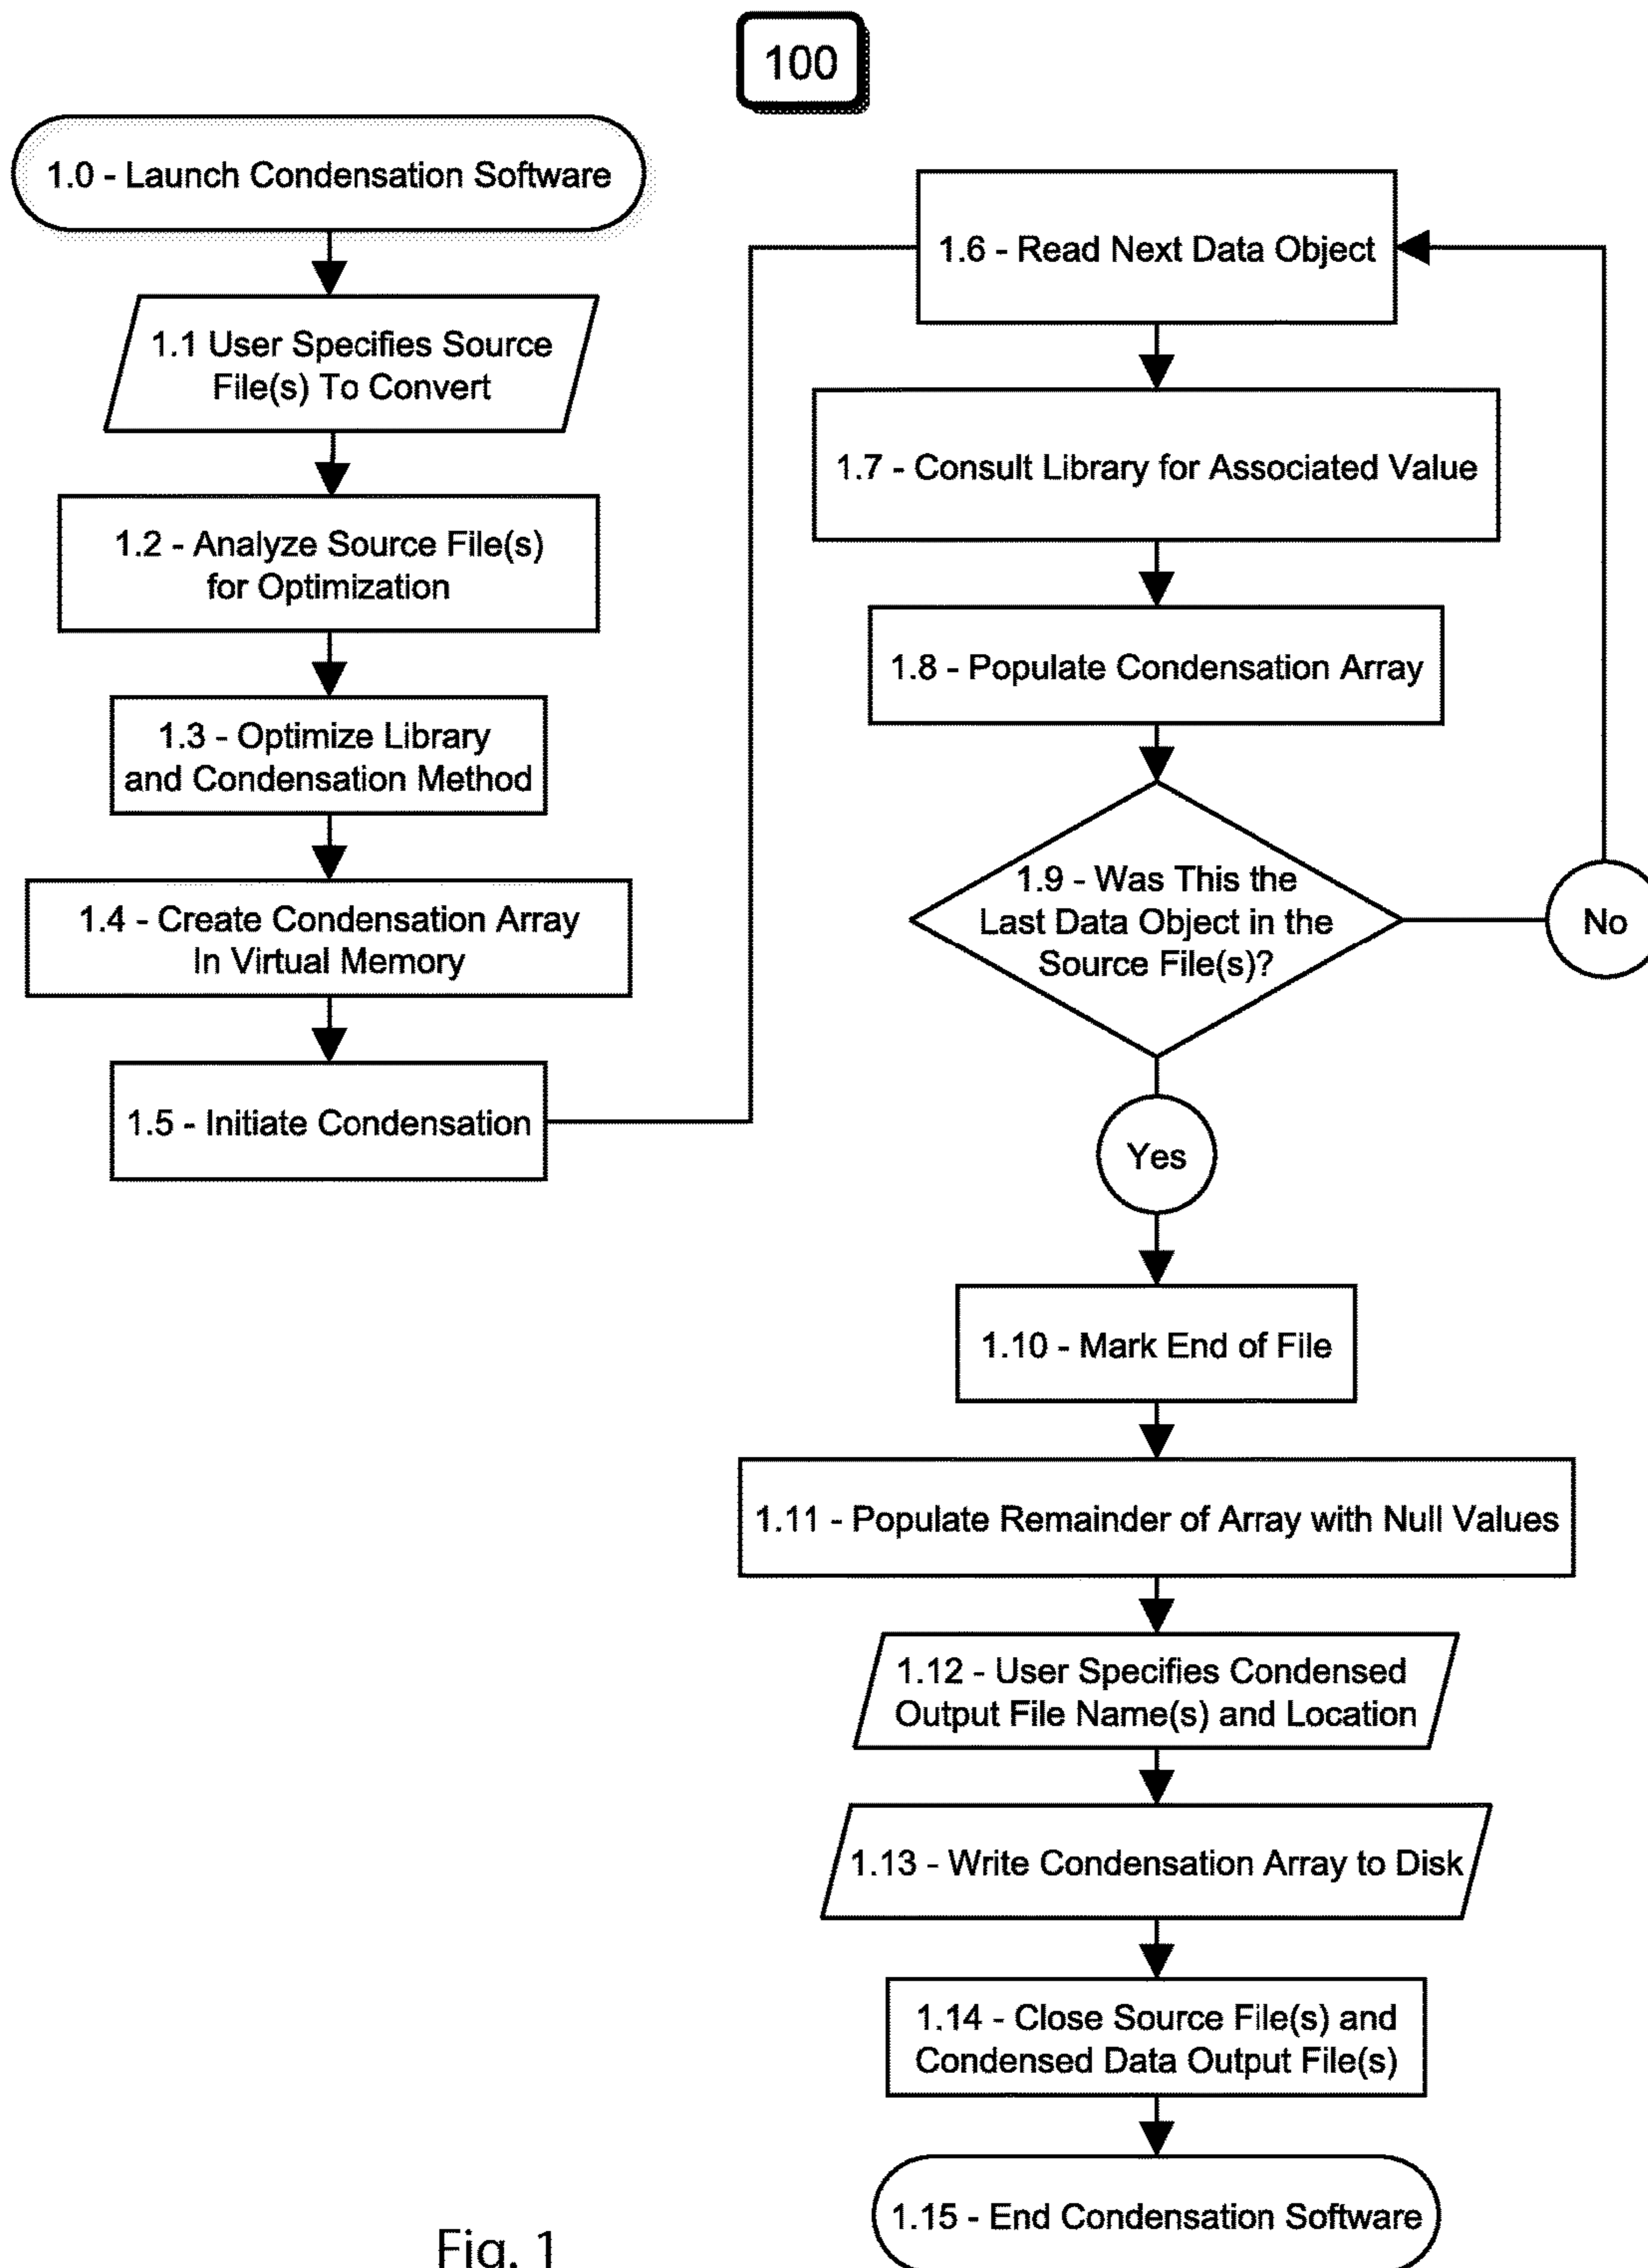 100
1.0 - Launch Condensation Software
1.1 User Specifies Source
File(s) To Convert
1.2 - Analyze Source File(s)
for Optimization
1.3 - Optimize Library
and Condensation Method
1.4 - Create Condensation Array
In Virtual Memory
1.5 - Initiate Condensation
1.6 - Read Next Data Object
1.7 - Consult Library for Associated Value
1.8 - Populate Condensation Array
1.9 - Was This the
Last Data Object in the
Source File(s)?
No
Yes
1.10 - Mark End of File
1.11 - Populate Remainder of Array with Null Values
1.12 - User Specifies Condensed
Output File Name(s) and Location
1.13 - Write Condensation Array to Disk
1.14 - Close Source File(s) and
Condensed Data Output File(s)
1.15 - End Condensation Software
Fig. 1